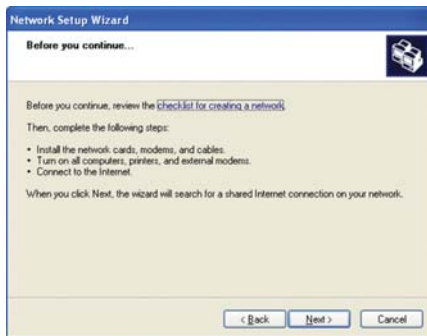 Network Setup Wizard
Before you continue...
Before you continue, review the checklist for creating a network.
Then, complete the following steps:
• Install the network cards, modems, and cables.
• Turn on all computers, printers, and external modems.
• Connect to the Internet.
When you click Next, the wizard will search for a shared Internet connection on your network.
< Back Next > Cancel